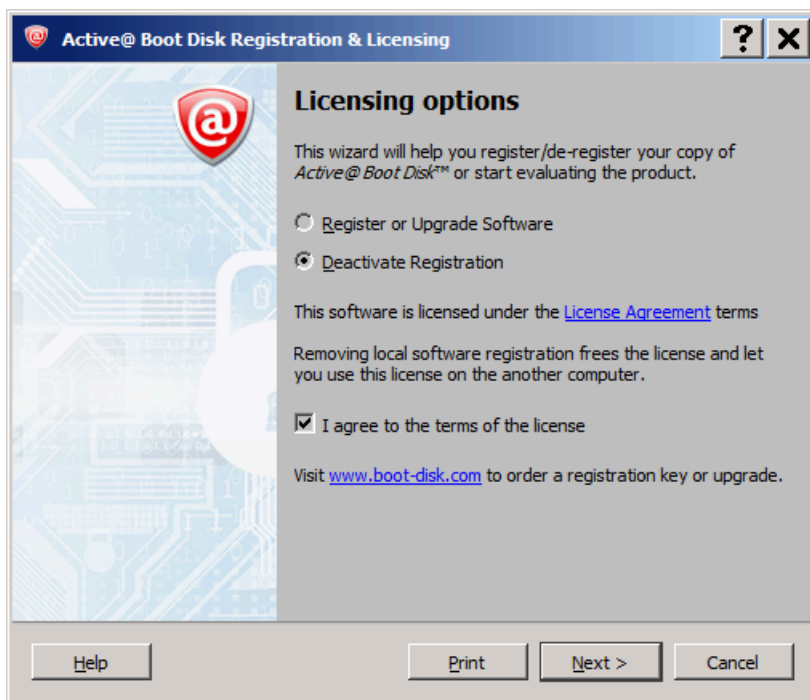 Active@ Boot Disk Registration & Licensing
Licensing options
This wizard will help you register/de-register your copy of
Active@ Boot Disk™ or start evaluating the product.
Register or Upgrade Software
Deactivate Registration
This software is licensed under the License Agreement terms
Removing local software registration frees the license and let
you use this license on the another computer.
I agree to the terms of the license
Visit www.boot-disk.com to order a registration key or upgrade.
Help
Print
Next >
Cancel